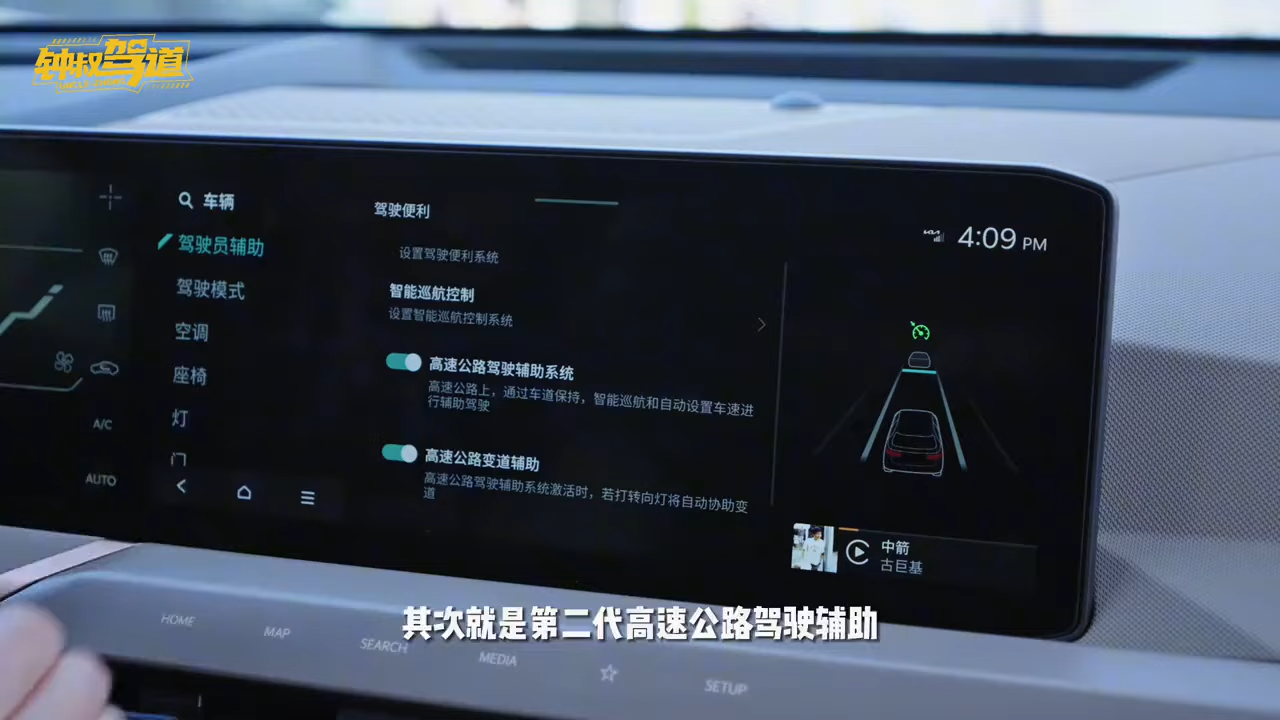 钟叔驾道
车辆
驾驶员辅助
驾驶模式
空调
座椅
灯
A/C
AUTO
驾驶便利
设置驾驶便利系统
智能巡航控制
设置智能巡航控制系统
高速公路驾驶辅助系统
高速公路上，通过车道保持，智能巡航和自动设置车速进
行辅助驾驶
高速公路变道辅助
高速公路驾驶辅助系统激活时，若打转向灯将自动协助变
道
4:09 PM
中箭
古巨基
HOME
MAP
SEARCH
MEDIA
SETUP
其次就是第二代高速公路驾驶辅助